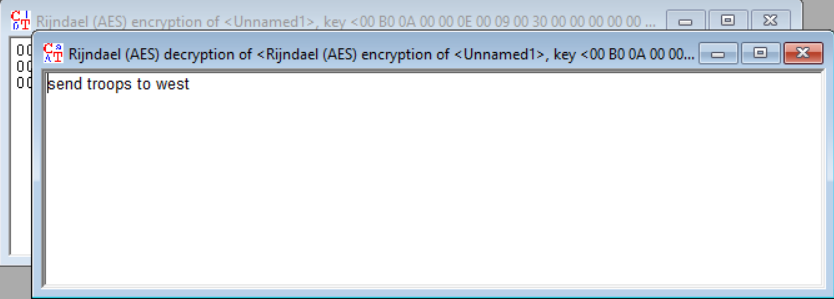 Rijndael (AES) encryption of <Unnamed1>, key <00 B0 0A 00 00 0E 00 09 00 30 00 00 00 00 00 ...
Rijndael (AES) decryption of <Rijndael (AES) encryption of <Unnamed1>, key <00 B0 0A 00 00...
send troops to west